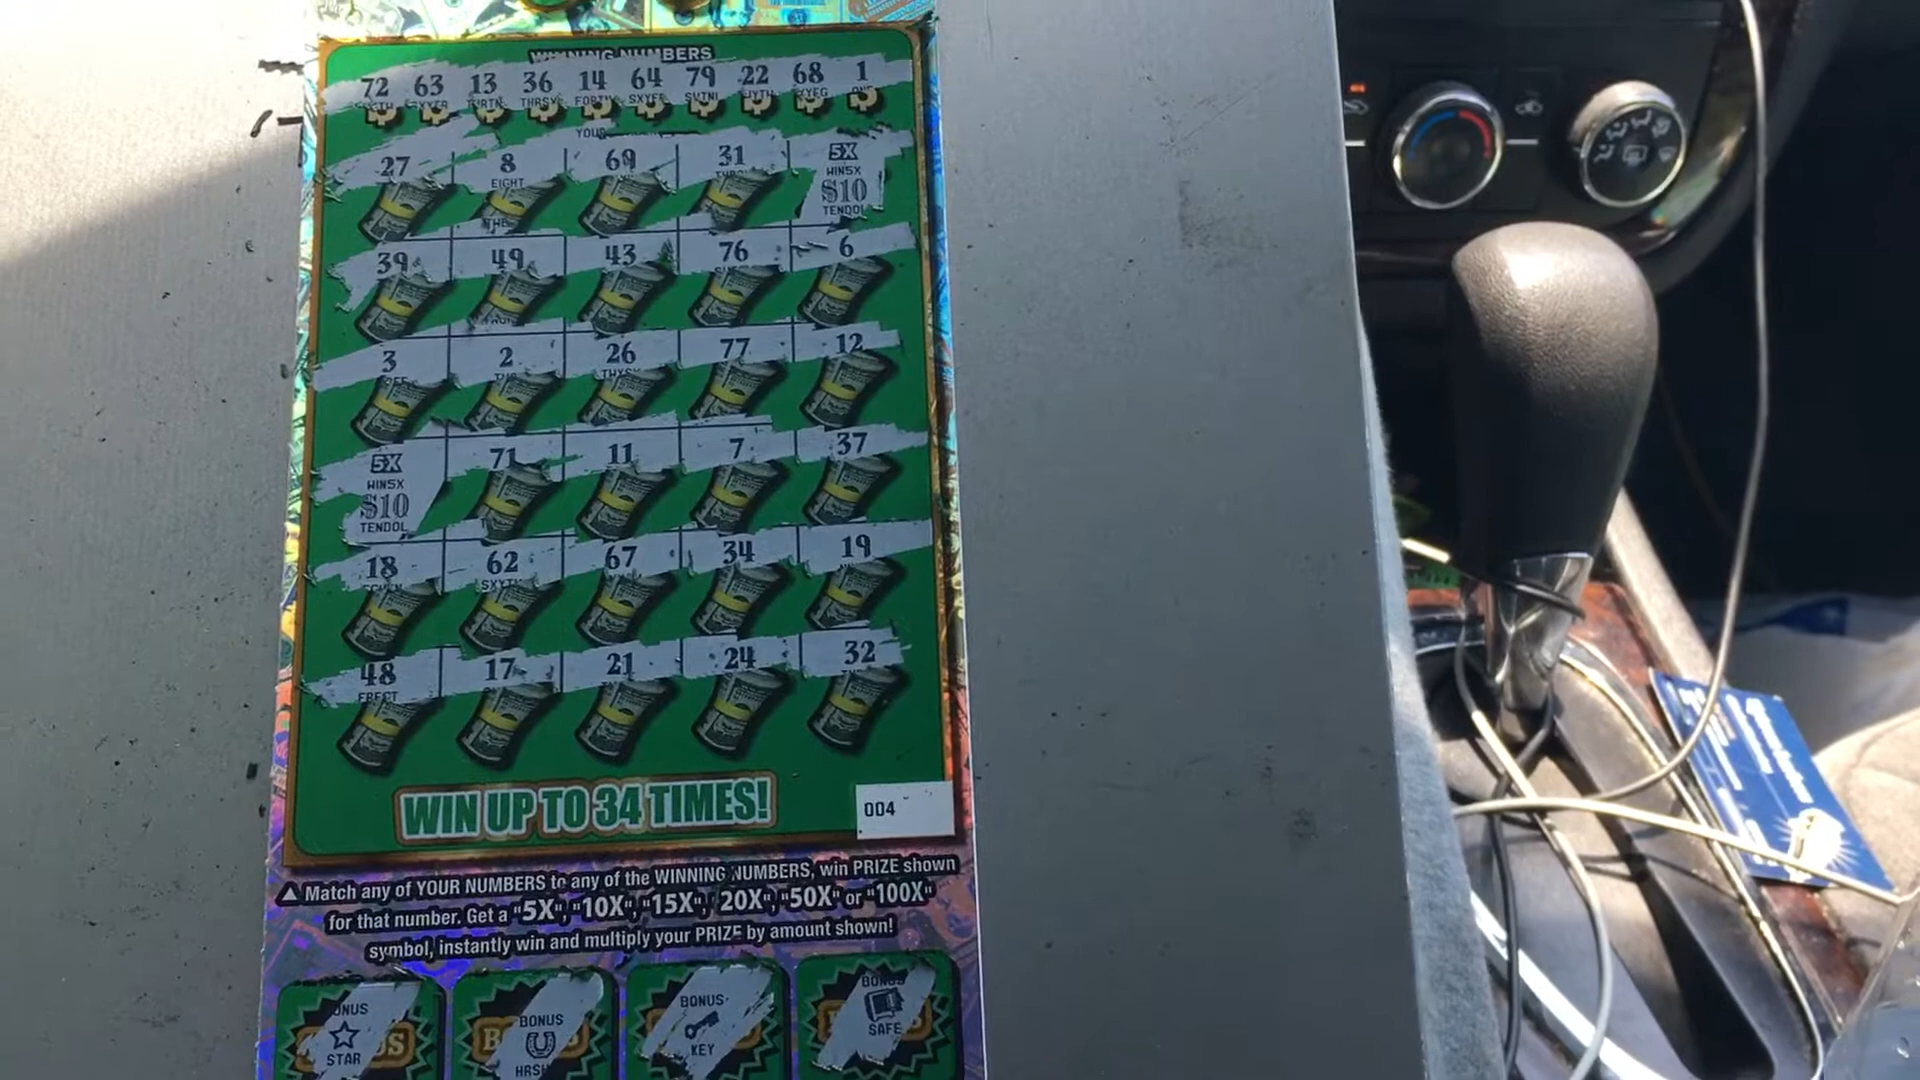 WINNING NUMBERS
72 63 13 36 14 64 79 22 68 1
YOUR
27 8 69 31 5X
EIGHT WIN5X
$10
TENDOL
39 49 43 76 6
3 2 26 77 12
5X 71 11 7 37
WIN5X
$10
TENDOL
18 62 67 34 19
48 17 21 24 32
WIN UP TO 34 TIMES!
004
Match any of YOUR NUMBERS to any of the WINNING NUMBERS, win PRIZE shown
for that number. Get a "5X", "10X", "15X", "20X", "50X" or "100X"
symbol, instantly win and multiply your PRIZE by amount shown!
BONUS
STAR
BONUS
HRSH
BONUS
KEY
BONUS
SAFE